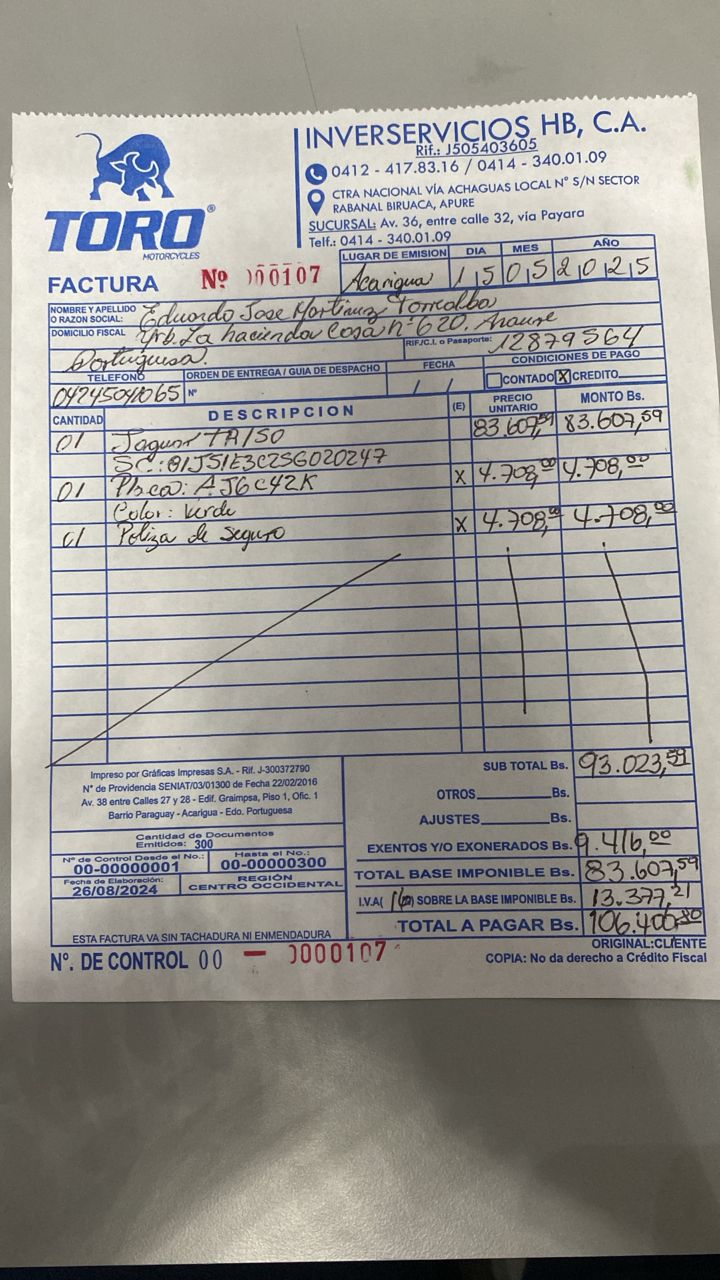 INVERSERVICIOS HB, C.A.
Rif.: J505403605
0412 - 417.83.16 / 0414 - 340.01.09
CTRA NACIONAL VÍA ACHAGUAS LOCAL N° S/N SECTOR
RABANAL BIRUACA, APURE
SUCURSAL: Av. 36, entre calle 32, vía Payara
Telf.: 0414 - 340.01.09
TORO®
MOTORCYCLES
FACTURA Nº 000107
LUGAR DE EMISION DIA MES AÑO
Acarigua 15 05 2025
NOMBRE Y APELLIDO O RAZON SOCIAL: Eduardo Jose Martinez Torrealba
DOMICILIO FISCAL Urb. La hacienda Casa nº 620. Araure
Portuguesa. RIF/C.I. o Pasaporte: 12879564
TELEFONO ORDEN DE ENTREGA / GUIA DE DESPACHO FECHA CONDICIONES DE PAGO
04245041065 N° / / CONTADO X CREDITO
CANTIDAD DESCRIPCION (E) PRECIO UNITARIO MONTO Bs.
01 Jaguar TR150 83.607,59 83.607,59
SC:
01 Placa: AJ6C42K X 4.708,00 4.708,00
Color: Verde
01 Poliza de Seguro X 4.708,00 4.708,00
Impreso por Gráficas Impresas S.A. - Rif. J-300372790
N° de Providencia SENIAT/03/01300 de Fecha 22/02/2016
Av. 38 entre Calles 27 y 28 - Edif. Graimpsa, Piso 1, Ofic. 1
Barrio Paraguay - Acarigua - Edo. Portuguesa
Cantidad de Documentos
Emitidos: 300
N° de Control Desde el No.: Hasta el No.:
00-00000001 00-00000300
Fecha de Elaboración: REGIÓN
26/08/2024 CENTRO OCCIDENTAL
ESTA FACTURA VA SIN TACHADURA NI ENMENDADURA
SUB TOTAL Bs. 93.023,59
OTROS Bs.
AJUSTES Bs.
EXENTOS Y/O EXONERADOS Bs. 9.416,00
TOTAL BASE IMPONIBLE Bs. 83.607,59
I.V.A( 16 ) SOBRE LA BASE IMPONIBLE Bs. 13.377,21
TOTAL A PAGAR Bs. 106.400,80
N°. DE CONTROL 00 - 0000107
ORIGINAL:CLIENTE
COPIA: No da derecho a Crédito Fiscal